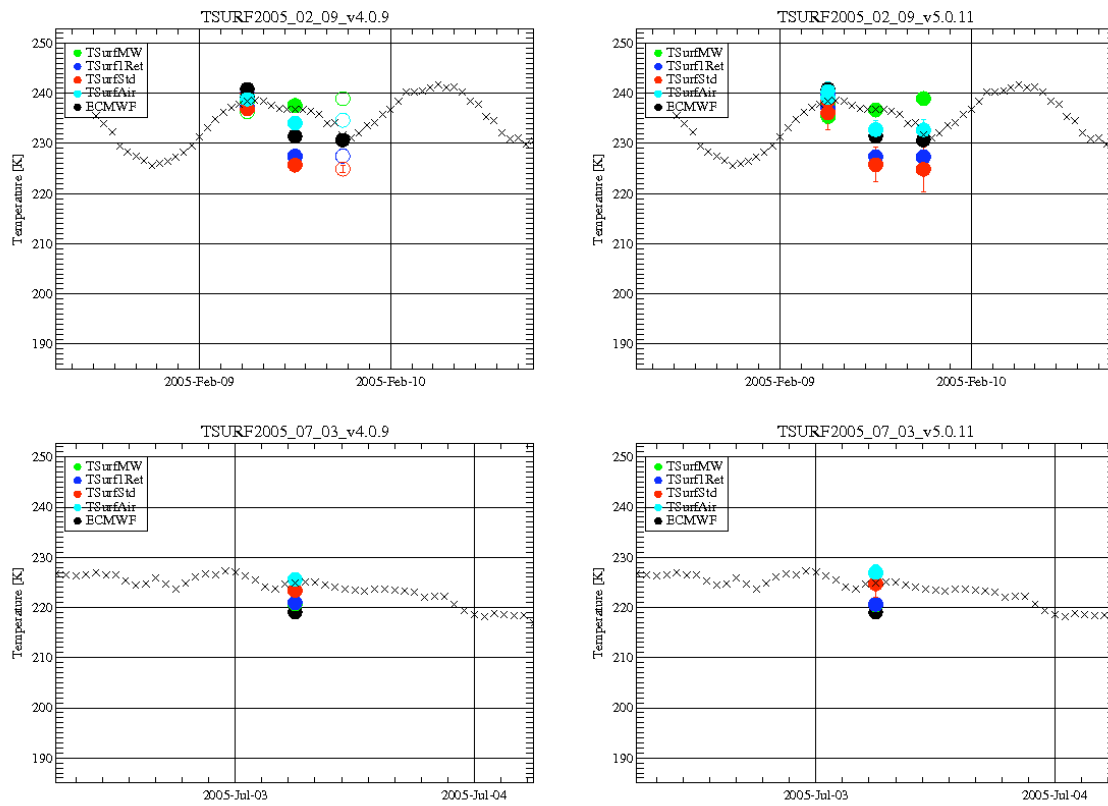 TSURF2005_02_09_v4.0.9
250
240
230
220
210
200
190
Temperature [K]
TSurfMW
TSurf1Ret
TSurfStd
TSurfAir
ECMWF
2005-Feb-09
2005-Feb-10
TSURF2005_02_09_v5.0.11
250
240
230
220
210
200
190
Temperature [K]
TSurfMW
TSurf1Ret
TSurfStd
TSurfAir
ECMWF
2005-Feb-09
2005-Feb-10
TSURF2005_07_03_v4.0.9
250
240
230
220
210
200
190
Temperature [K]
TSurfMW
TSurf1Ret
TSurfStd
TSurfAir
ECMWF
2005-Jul-03
2005-Jul-04
TSURF2005_07_03_v5.0.11
250
240
230
220
210
200
190
Temperature [K]
TSurfMW
TSurf1Ret
TSurfStd
TSurfAir
ECMWF
2005-Jul-03
2005-Jul-04